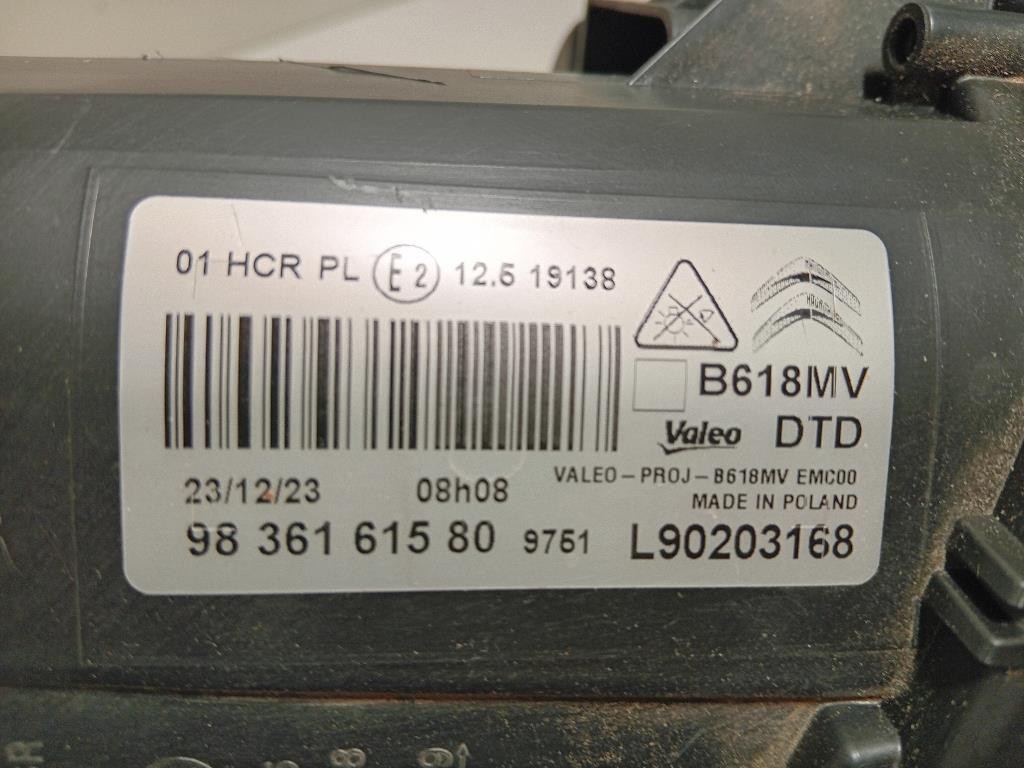 01 HCR PL E2 12.5 19138
B618MV
Valeo DTD
VALEO-PROJ-B618MV EMC00
23/12/23 08h08
MADE IN POLAND
98 361 615 80 9751 L90203168